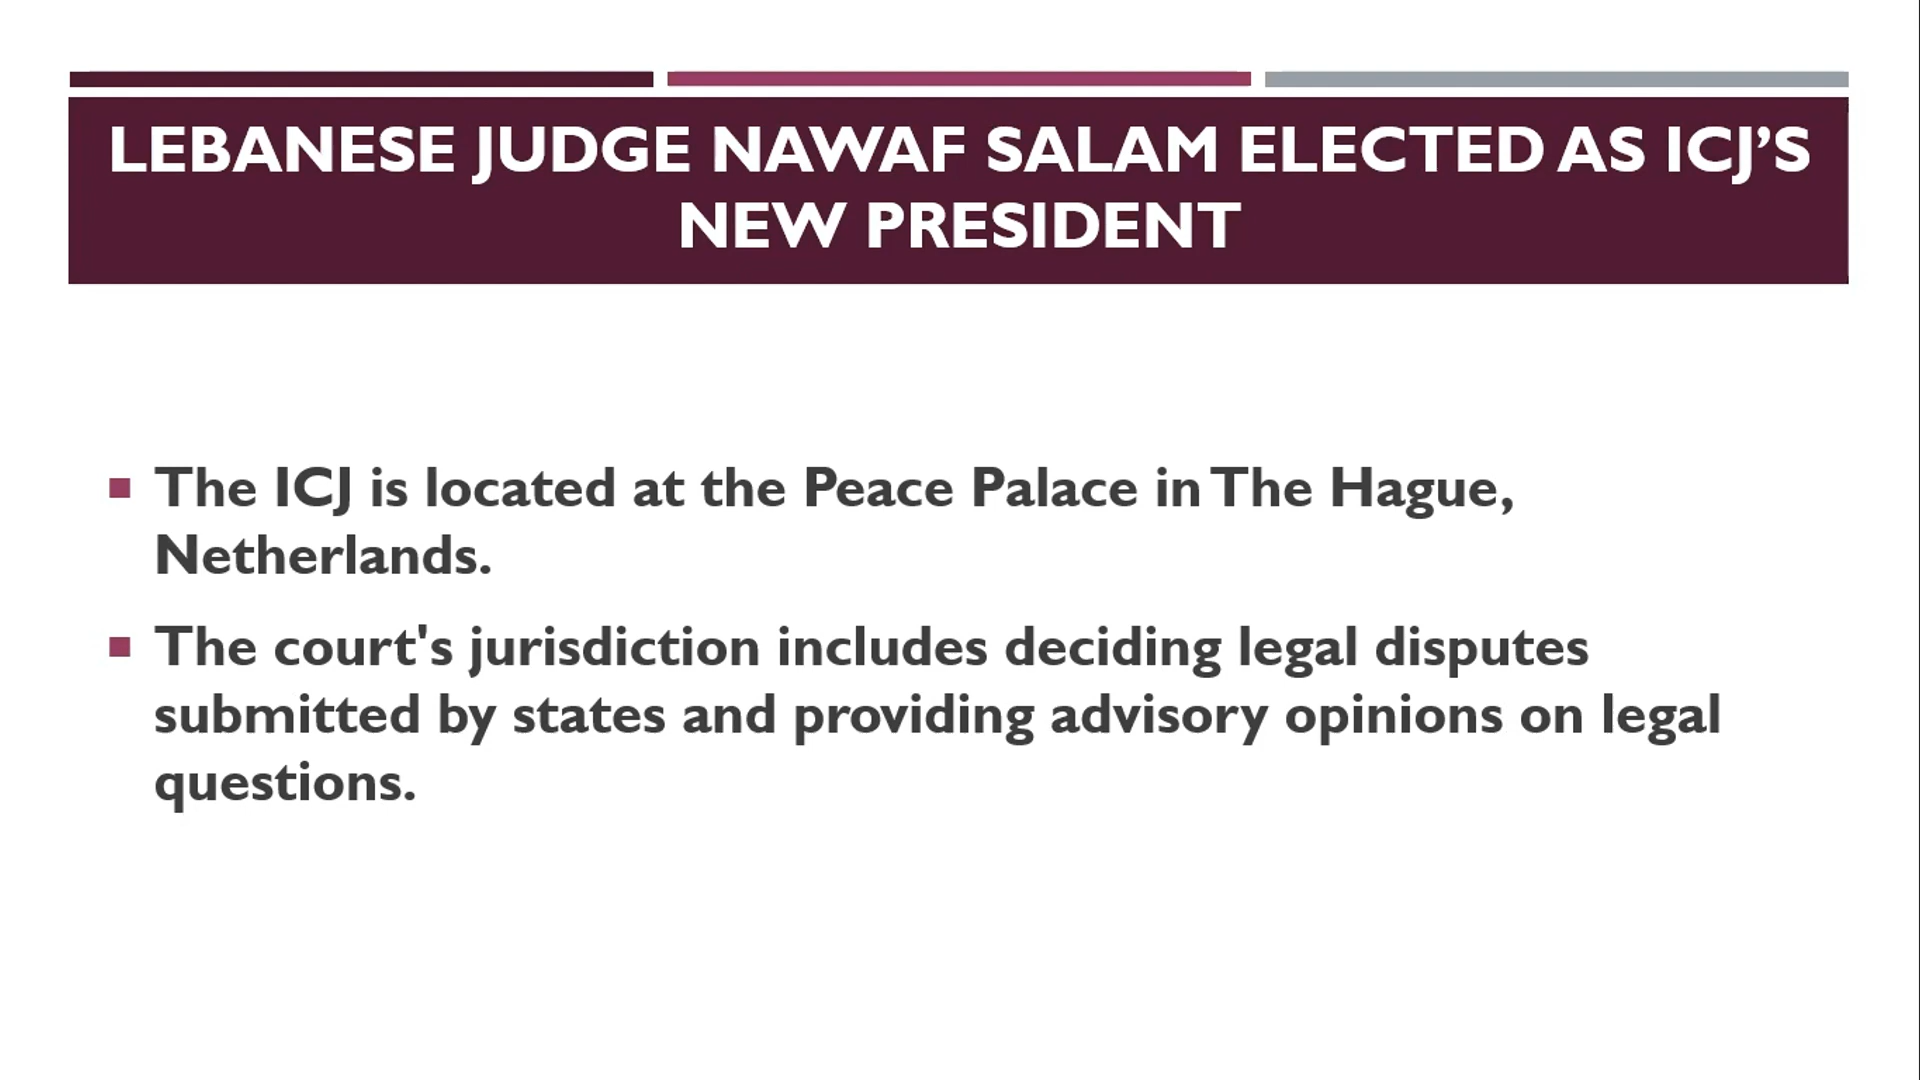 LEBANESE JUDGE NAWAF SALAM ELECTED AS ICJ’S
NEW PRESIDENT
The ICJ is located at the Peace Palace in The Hague,
Netherlands.
The court's jurisdiction includes deciding legal disputes
submitted by states and providing advisory opinions on legal
questions.